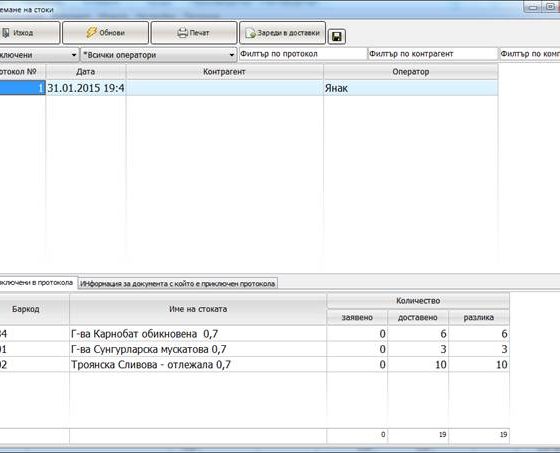 емане на стоки
Изход Обнови Печат Зареди в доставки
ключени *Всички оператори Филтър по протокол Филтър по контрагент Филтър по комп
отокол № Дата Контрагент Оператор
1 31.01.2015 19:4 Янак
ключени в протокола Информация за документа с който е приключен протокола
Баркод Име на стоката Количество
заявено доставено разлика
34 Г-ва Карнобат обикновена 0,7 0 6 6
01 Г-ва Сунгурларска мускатова 0,7 0 3 3
02 Троянска Сливова - отлежала 0,7 0 10 10
0 19 19